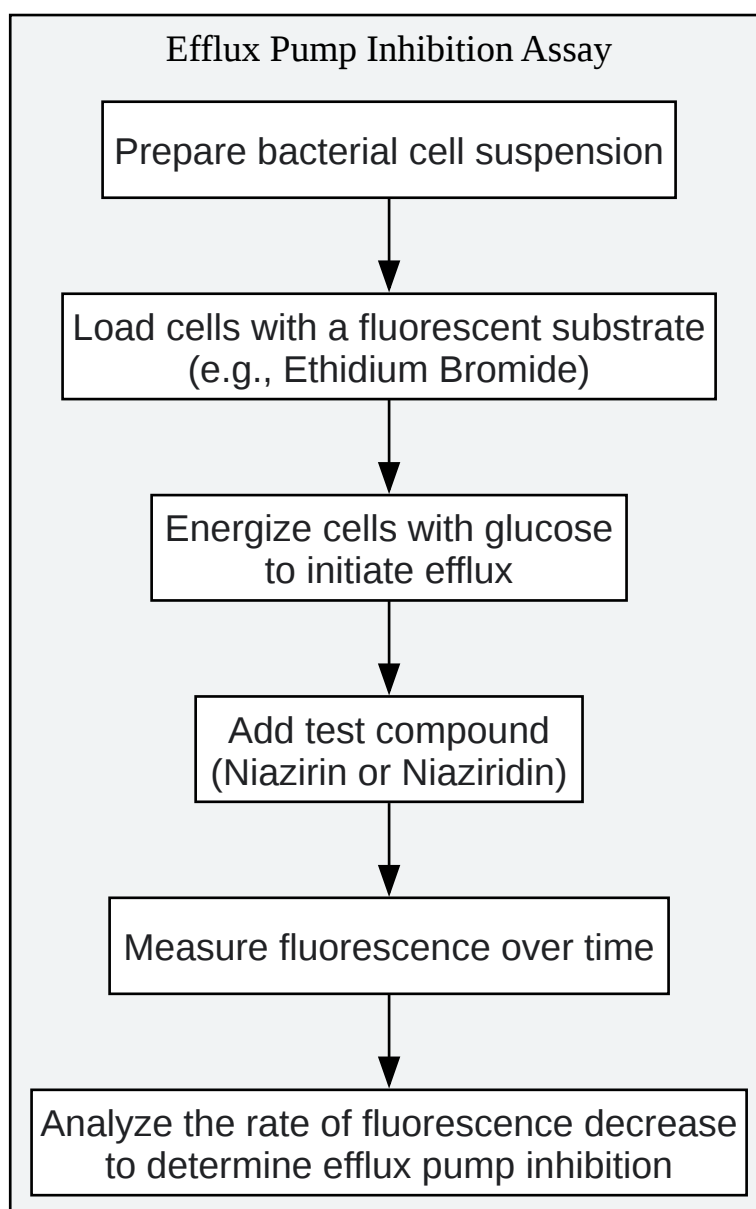 Efflux Pump Inhibition Assay
Prepare bacterial cell suspension
Load cells with a fluorescent substrate
(e.g., Ethidium Bromide)
Energize cells with glucose
to initiate efflux
Add test compound
(Niazirin or Niaziridin)
Measure fluorescence over time
Analyze the rate of fluorescence decrease
to determine efflux pump inhibition